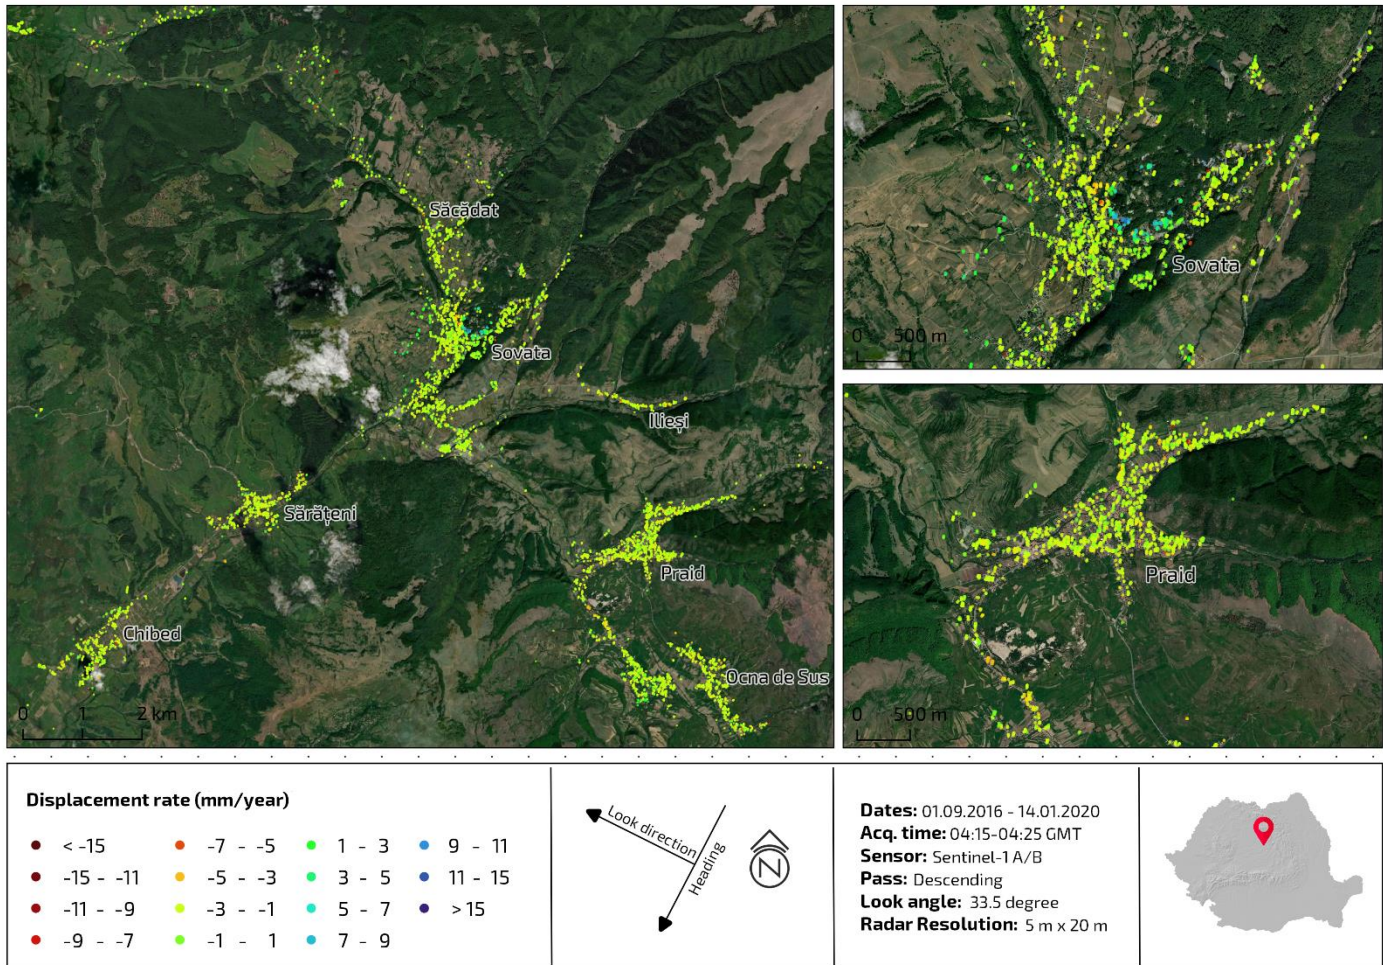 Săcădat
Sovata
Ilieși
Sărățeni
Praid
Chibed
Ocna de Sus
0 1 2 km
Sovata
0 500 m
Praid
0 500 m
Displacement rate (mm/year)
< -15
-15 - -11
-11 - -9
-9 - -7
-7 - -5
-5 - -3
-3 - -1
-1 - 1
1 - 3
3 - 5
5 - 7
7 - 9
9 - 11
11 - 15
> 15
Look direction
Heading
N
Dates: 01.09.2016 - 14.01.2020
Acq. time: 04:15-04:25 GMT
Sensor: Sentinel-1 A/B
Pass: Descending
Look angle: 33.5 degree
Radar Resolution: 5 m x 20 m